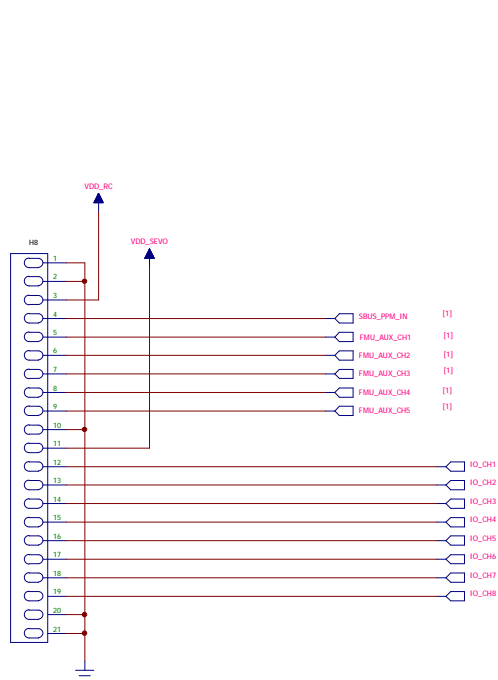 VDD_RC
H8
VDD_SEVO
1
2
3
4 SBUS_PPM_IN [1]
5 FMU_AUX_CH1 [1]
6 FMU_AUX_CH2 [1]
7 FMU_AUX_CH3 [1]
8 FMU_AUX_CH4 [1]
9 FMU_AUX_CH5 [1]
10
11
12 IO_CH1
13 IO_CH2
14 IO_CH3
15 IO_CH4
16 IO_CH5
17 IO_CH6
18 IO_CH7
19 IO_CH8
20
21